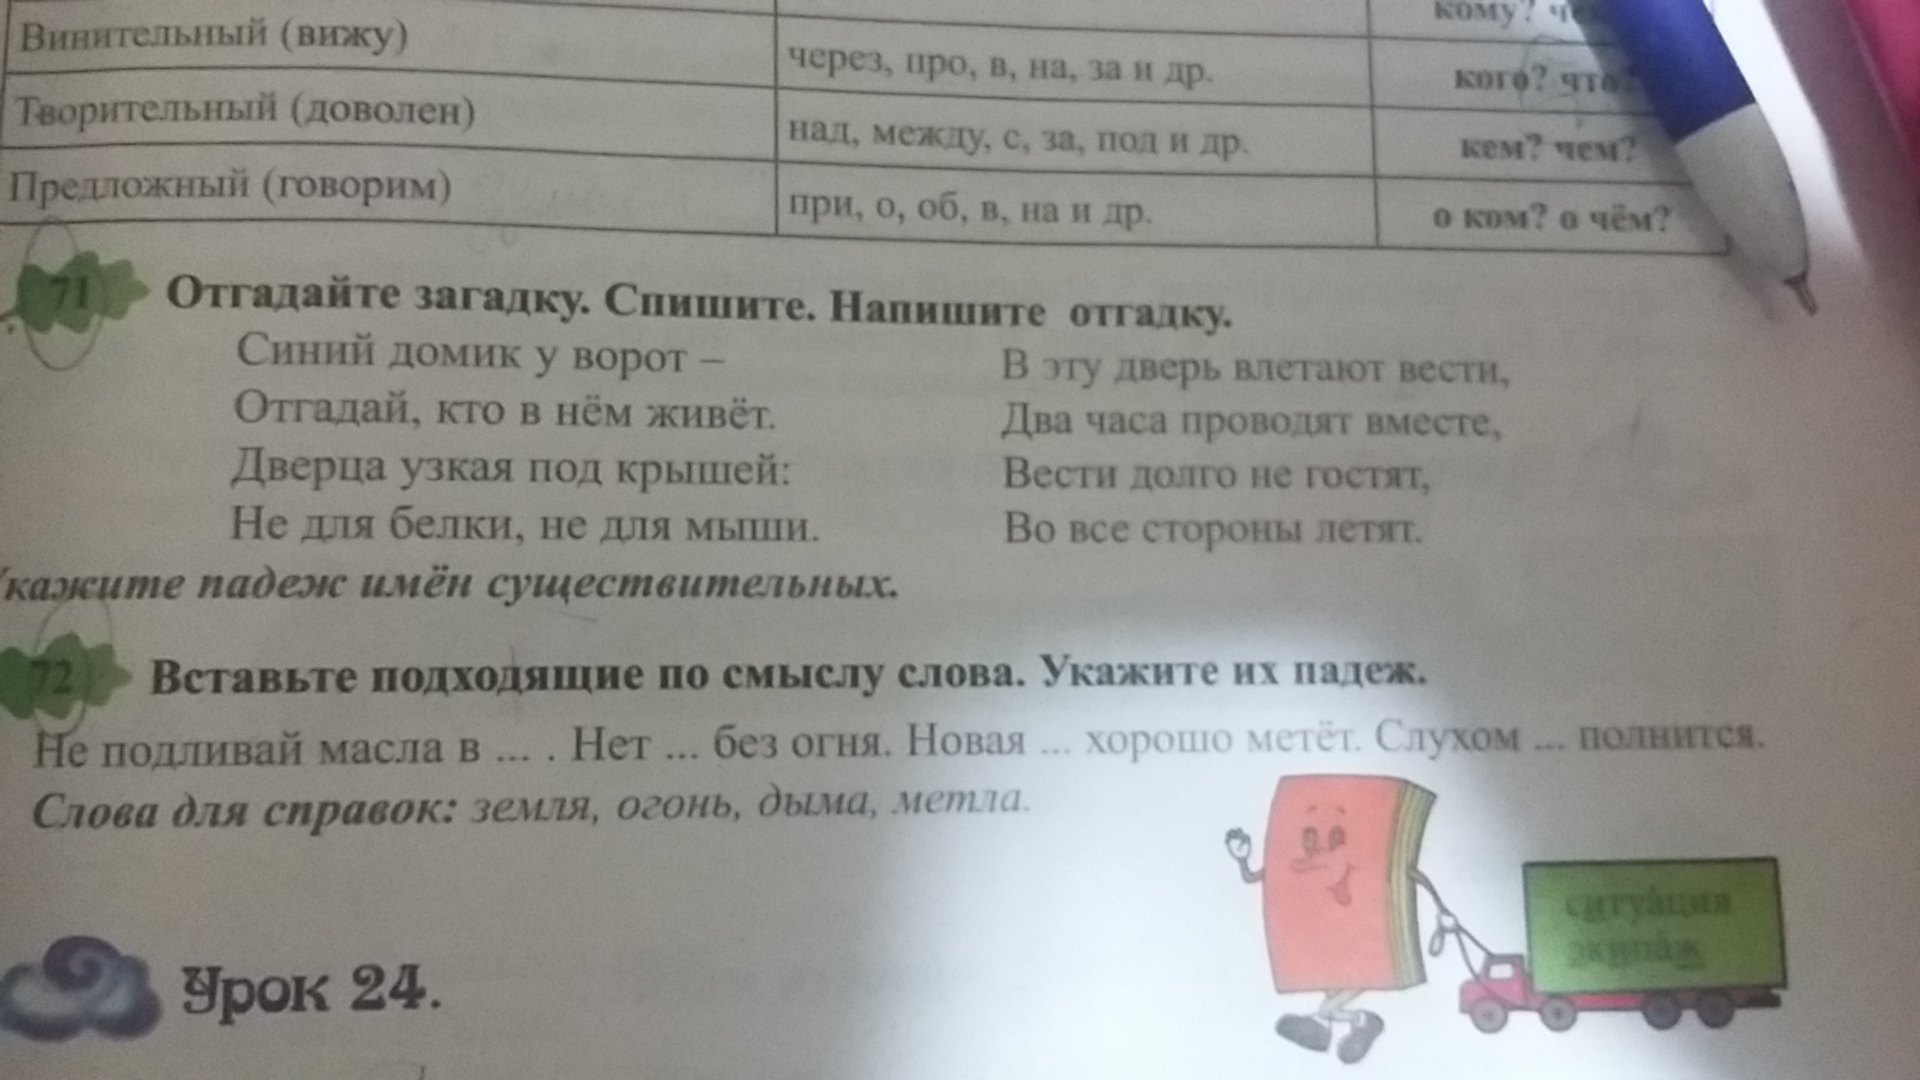 кому?
Винительный (вижу)
через, про, в, на, за и др.
кого? что?
Творительный (доволен)
над, между, с, за, под и др.
кем? чем?
Предложный (говорим)
при, о, об, в, на и др.
о ком? о чём?
71 Отгадайте загадку. Спишите. Напишите отгадку.
Синий домик у ворот –
Отгадай, кто в нём живёт.
Дверца узкая под крышей:
Не для белки, не для мыши.
В эту дверь влетают вести,
Два часа проводят вместе,
Вести долго не гостят,
Во все стороны летят.
Укажите падеж имён существительных.
72 Вставьте подходящие по смыслу слова. Укажите их падеж.
Не подливай масла в ... . Нет ... без огня. Новая ... хорошо метёт. Слухом ... полнится.
Слова для справок: земля, огонь, дыма, метла.
ситуа́ция
экипа́ж
Урок 24.